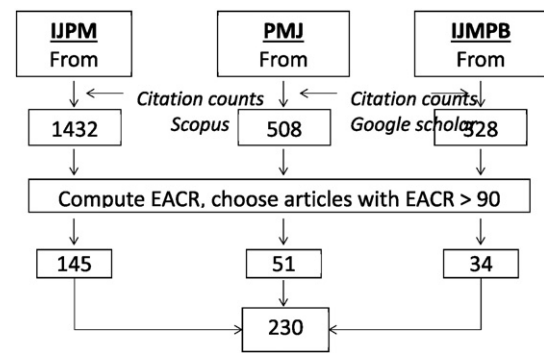 IJPM
From
PMJ
From
IJMPB
From
Citation counts
Scopus
Citation counts
Google scholar
1432
508
328
Compute EACR, choose articles with EACR > 90
145
51
34
230